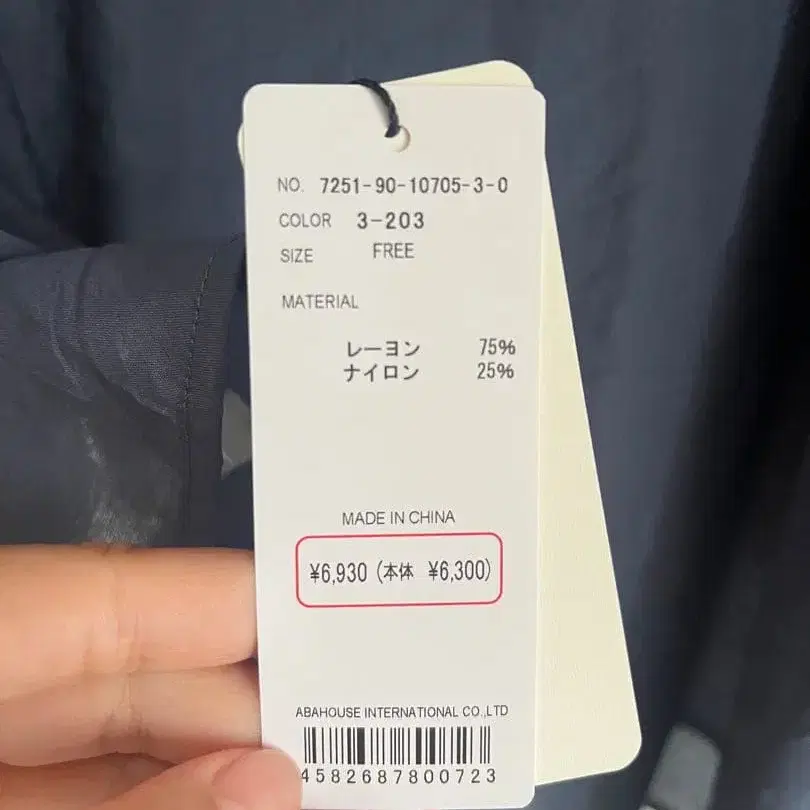 NO. 7251-90-10705-3-0
COLOR 3-203
SIZE FREE
MATERIAL
レーヨン 75%
ナイロン 25%
MADE IN CHINA
¥6,930 (本体 ¥6,300)
ABAHOUSE INTERNATIONAL CO.,LTD
4582687800723